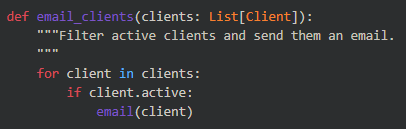 def email_clients(clients: List[Client]):
    """Filter active clients and send them an email.
    """
    for client in clients:
        if client.active:
            email(client)